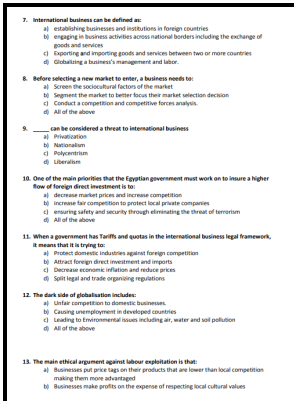 7. International business can be defined as:
a) establishing businesses and institutions in foreign countries
b) engaging in business activities across national borders including the exchange of
goods and services
c) Exporting and importing goods and services between two or more countries
d) Globalizing a business's management and labor.
8. Before selecting a new market to enter, a business needs to:
a) Screen the sociocultural factors of the market
b) Segment the market to better focus their market selection decision
c) Conduct a competition and competitive forces analysis.
d) All of the above
9. _____ can be considered a threat to international business
a) Privatization
b) Nationalism
c) Polycentrism
d) Liberalism
10. One of the main priorities that the Egyptian government must work on to insure a higher
flow of foreign direct investment is to:
a) decrease market prices and increase competition
b) increase fair competition to protect local private companies
c) ensuring safety and security through eliminating the threat of terrorism
d) All of the above
11. When a government has Tariffs and quotas in the international business legal framework,
it means that it is trying to:
a) Protect domestic industries against foreign competition
b) Attract foreign direct investment and imports
c) Decrease economic inflation and reduce prices
d) Split legal and trade organizing regulations
12. The dark side of globalisation includes:
a) Unfair competition to domestic businesses.
b) Causing unemployment in developed countries
c) Leading to Environmental issues including air, water and soil pollution
d) All of the above
13. The main ethical argument against labour exploitation is that:
a) Businesses put price tags on their products that are lower than local competition
making them more advantaged
b) Businesses make profits on the expense of respecting local cultural values